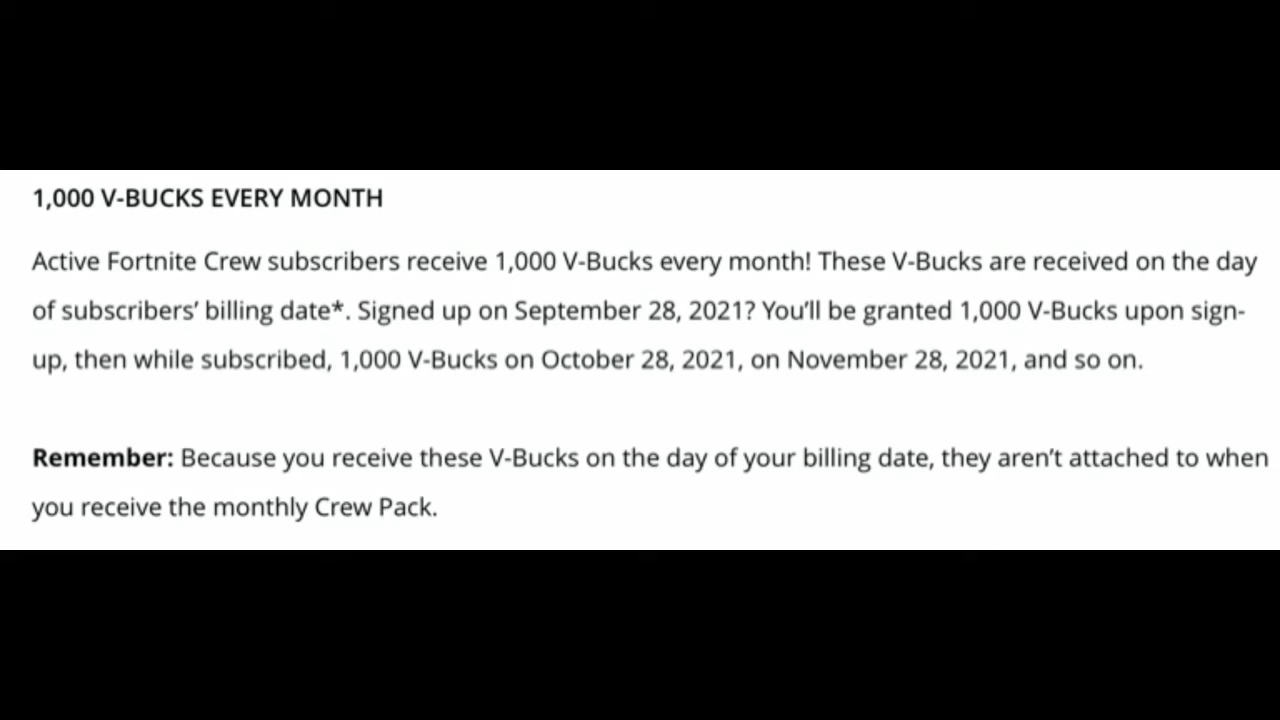 1,000 V-BUCKS EVERY MONTH
Active Fortnite Crew subscribers receive 1,000 V-Bucks every month! These V-Bucks are received on the day
of subscribers’ billing date*. Signed up on September 28, 2021? You’ll be granted 1,000 V-Bucks upon sign-
up, then while subscribed, 1,000 V-Bucks on October 28, 2021, on November 28, 2021, and so on.
Remember: Because you receive these V-Bucks on the day of your billing date, they aren’t attached to when
you receive the monthly Crew Pack.